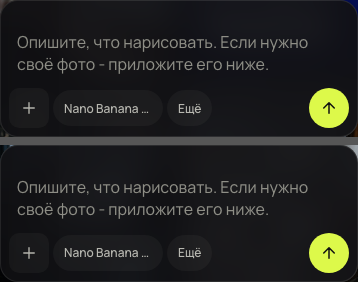 Опишите, что нарисовать. Если нужно
своё фото - приложите его ниже.
Nano Banana ... Ещё
Опишите, что нарисовать. Если нужно
своё фото - приложите его ниже.
Nano Banana ... Ещё